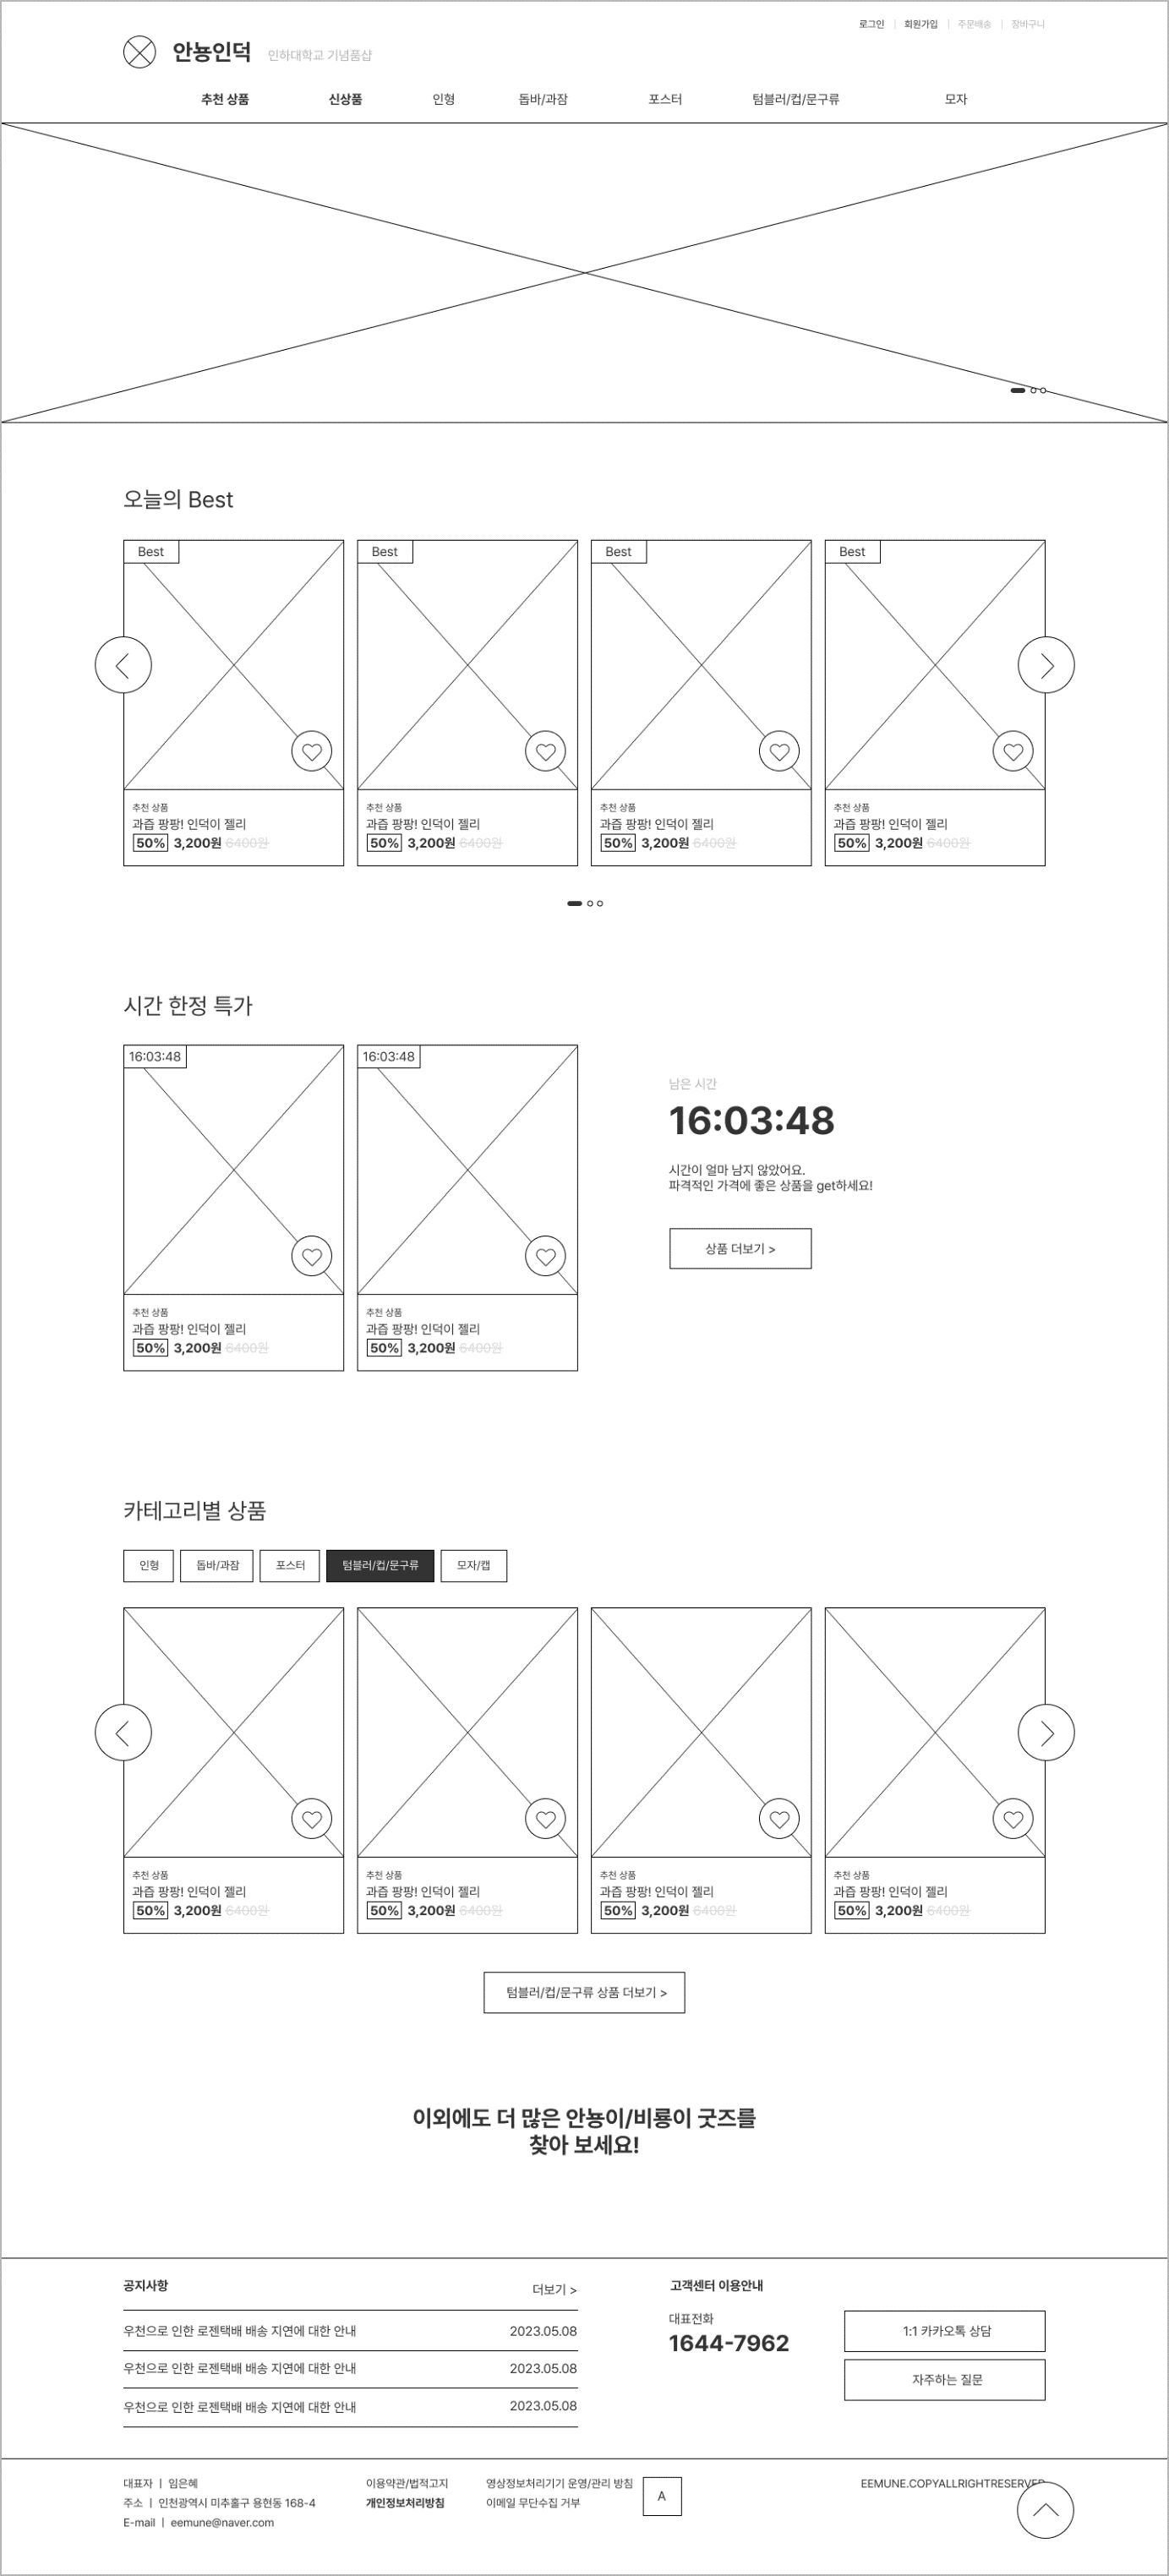 로그인 | 회원가입 | 주문배송 | 장바구니
안뇽인덕 인하대학교 기념품샵
추천 상품 신상품 인형 돕바/과잠 포스터 텀블러/컵/문구류 모자
오늘의 Best
Best Best Best Best
추천 상품 추천 상품 추천 상품 추천 상품
과즙 팡팡! 인덕이 젤리 과즙 팡팡! 인덕이 젤리 과즙 팡팡! 인덕이 젤리 과즙 팡팡! 인덕이 젤리
50% 3,200원 6400원 50% 3,200원 6400원 50% 3,200원 6400원 50% 3,200원 6400원
시간 한정 특가
16:03:48 16:03:48
남은 시간
16:03:48
시간이 얼마 남지 않았어요.
파격적인 가격에 좋은 상품을 get하세요!
상품 더보기 >
추천 상품 추천 상품
과즙 팡팡! 인덕이 젤리 과즙 팡팡! 인덕이 젤리
50% 3,200원 6400원 50% 3,200원 6400원
카테고리별 상품
인형 돕바/과잠 포스터 텀블러/컵/문구류 모자/캡
추천 상품 추천 상품 추천 상품 추천 상품
과즙 팡팡! 인덕이 젤리 과즙 팡팡! 인덕이 젤리 과즙 팡팡! 인덕이 젤리 과즙 팡팡! 인덕이 젤리
50% 3,200원 6400원 50% 3,200원 6400원 50% 3,200원 6400원 50% 3,200원 6400원
텀블러/컵/문구류 상품 더보기 >
이외에도 더 많은 안뇽이/비룡이 굿즈를
찾아 보세요!
공지사항 더보기 >
우천으로 인한 로젠택배 배송 지연에 대한 안내 2023.05.08
우천으로 인한 로젠택배 배송 지연에 대한 안내 2023.05.08
우천으로 인한 로젠택배 배송 지연에 대한 안내 2023.05.08
고객센터 이용안내
대표전화
1644-7962
1:1 카카오톡 상담
자주하는 질문
대표자 | 임은혜
주소 | 인천광역시 미추홀구 용현동 168-4
E-mail | eemune@naver.com
이용약관/법적고지
개인정보처리방침
영상정보처리기기 운영/관리 방침
이메일 무단수집 거부
A
EEMUNE.COPYALLRIGHTRESERVED